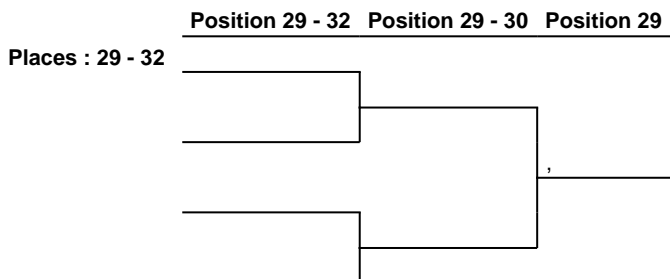 Position 29 - 32 Position 29 - 30 Position 29
Places : 29 - 32
,